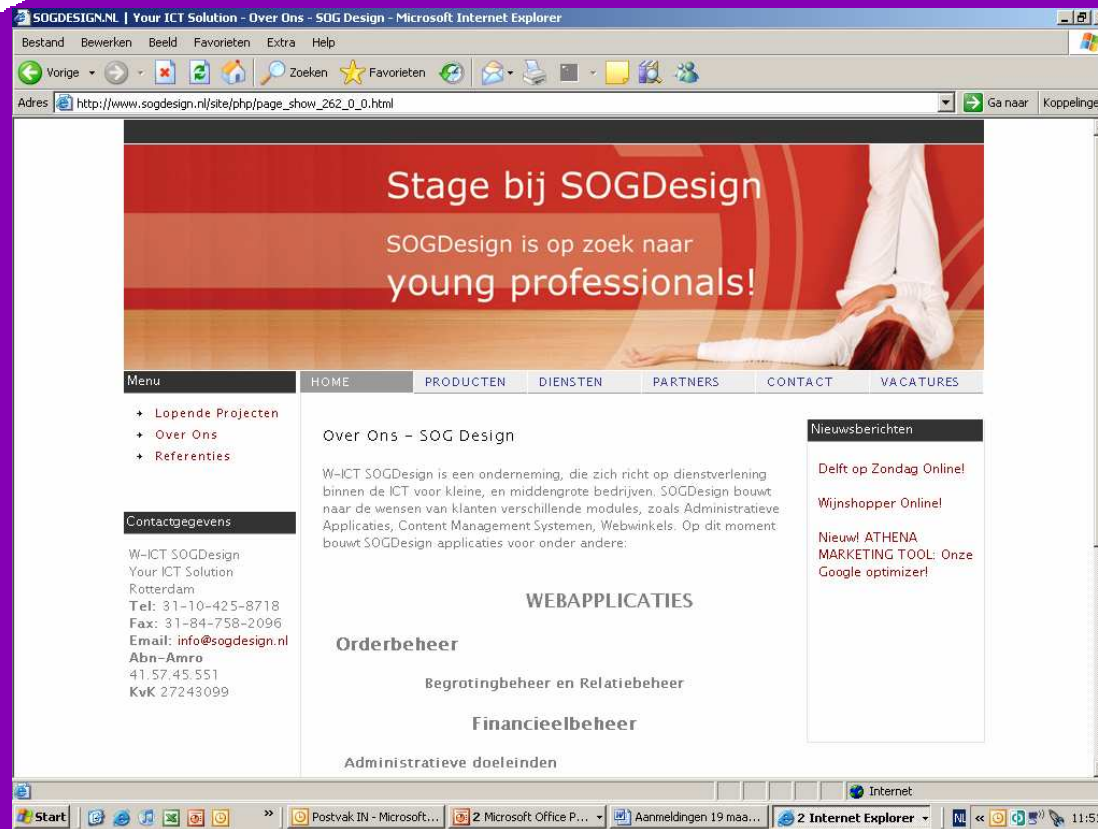 SOGDESIGN.NL | Your ICT Solution - Over Ons - SOG Design - Microsoft Internet Explorer
Bestand Bewerken Beeld Favorieten Extra Help
Vorige Zoeken Favorieten
Adres http://www.sogdesign.nl/site/php/page_show_262_0_0.html Ga naar Koppelinge
Stage bij SOGDesign
SOGDesign is op zoek naar
young professionals!
Menu
HOME PRODUCTEN DIENSTEN PARTNERS CONTACT VACATURES
Lopende Projecten
Over Ons
Referenties
Contactgegevens
W-ICT SOGDesign
Your ICT Solution
Rotterdam
Tel: 31-10-425-8718
Fax: 31-84-758-2096
Email: info@sogdesign.nl
Abn-Amro
41.57.45.551
KvK 27243099
Over Ons - SOG Design
W-ICT SOGDesign is een onderneming, die zich richt op dienstverlening
binnen de ICT voor kleine, en middengrote bedrijven. SOGDesign bouwt
naar de wensen van klanten verschillende modules, zoals Administratieve
Applicaties, Content Management Systemen, Webwinkels. Op dit moment
bouwt SOGDesign applicaties voor onder andere:
WEBAPPLICATIES
Orderbeheer
Begrotingbeheer en Relatiebeheer
Financieelbeheer
Administratieve doeleinden
Nieuwsberichten
Delft op Zondag Online!
Wijnshopper Online!
Nieuw! ATHENA
MARKETING TOOL: Onze
Google optimizer!
Internet
Start » Postvak IN - Microsoft... 2 Microsoft Office P... Aanmeldingen 19 maa... 2 Internet Explorer NL « 11:5